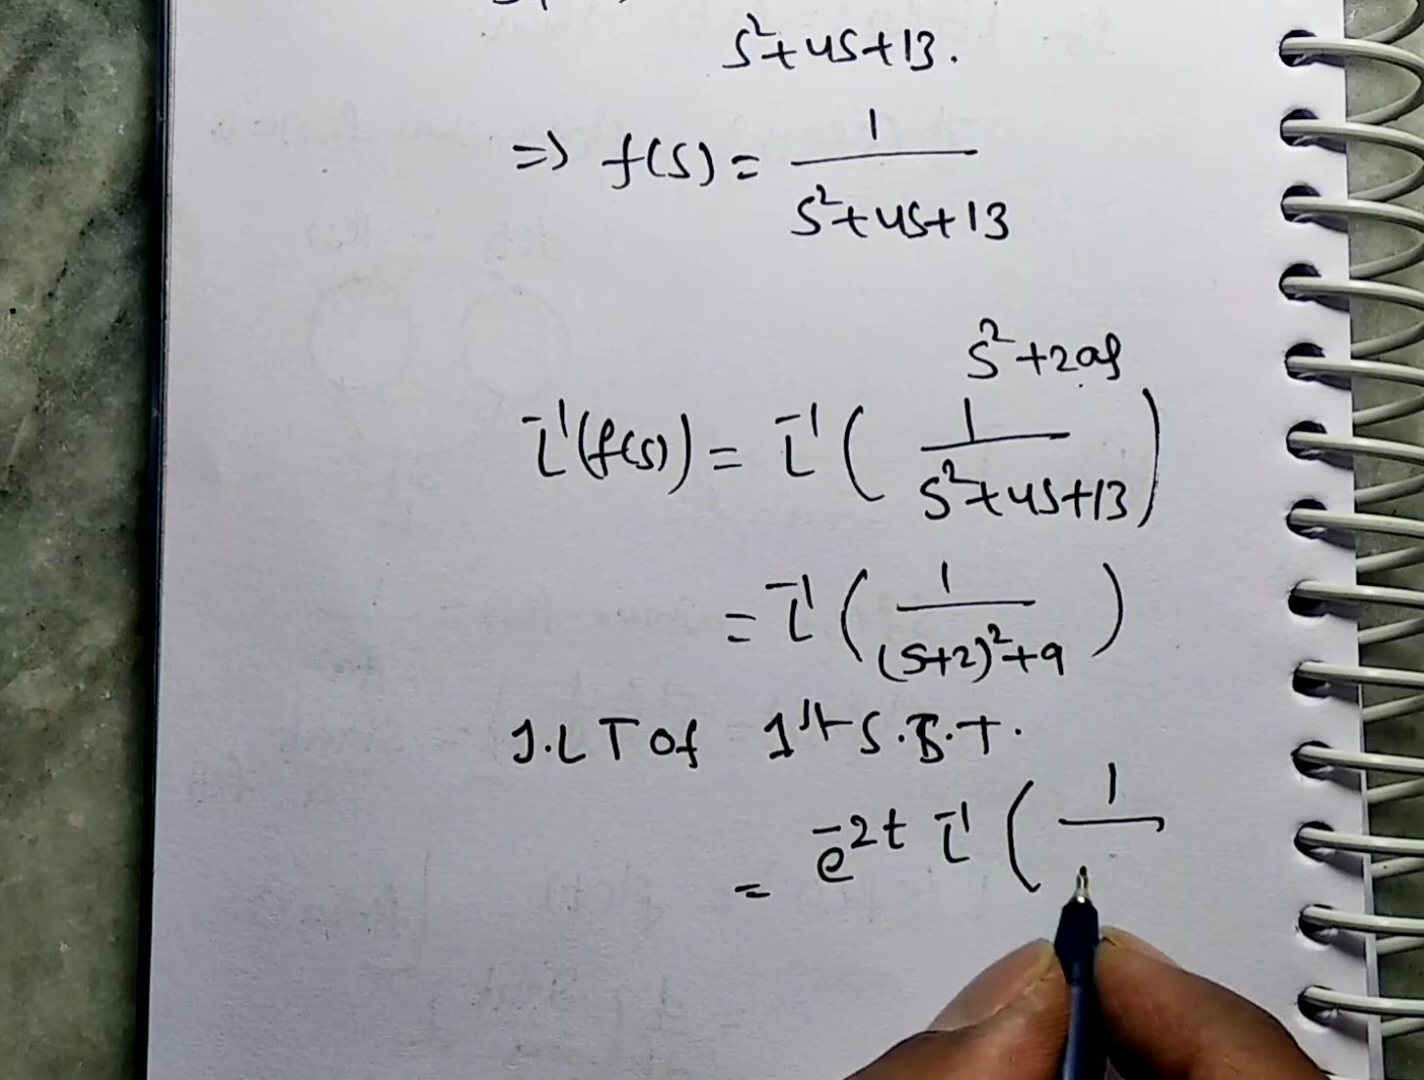 s²+4s+13.
=> f(s) = 1/(s²+4s+13)
s²+2as
L⁻¹(f(s)) = L⁻¹( 1/(s²+4s+13) )
= L⁻¹( 1/((s+2)²+9) )
I.L T of 1st S.B.T.
= e⁻²ᵗ L⁻¹( 1/